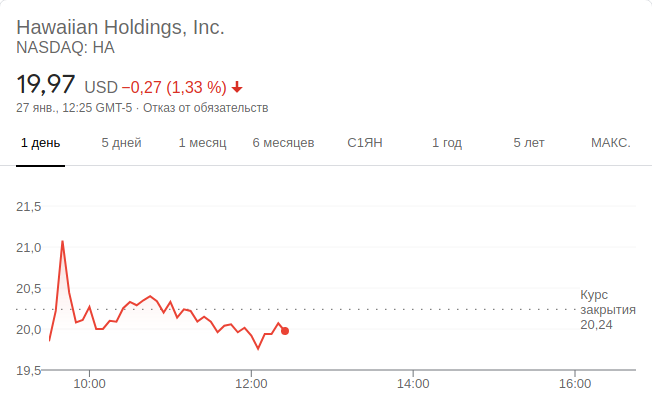 Hawaiian Holdings, Inc.
NASDAQ: HA
19,97 USD −0,27 (1,33 %)
27 янв., 12:25 GMT-5 · Отказ от обязательств
1 день 5 дней 1 месяц 6 месяцев С1ЯН 1 год 5 лет МАКС.
21,5
21,0
20,5
20,0
19,5
Курс
закрытия
20,24
10:00 12:00 14:00 16:00